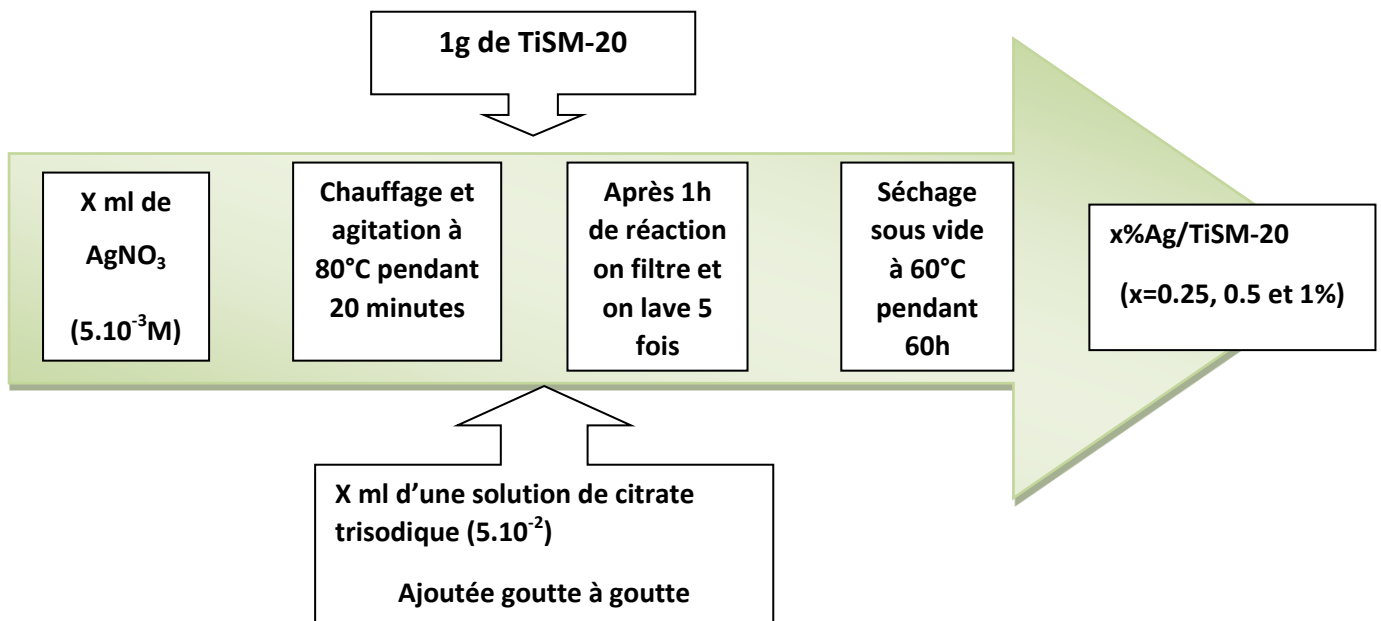 1g de TiSM-20
X ml de
AgNO₃
(5.10⁻³M)
Chauffage et
agitation à
80°C pendant
20 minutes
Après 1h
de réaction
on filtre et
on lave 5
fois
Séchage
sous vide
à 60°C
pendant
60h
x%Ag/TiSM-20
(x=0.25, 0.5 et 1%)
X ml d’une solution de citrate
trisodique (5.10⁻²)
Ajoutée goutte à goutte